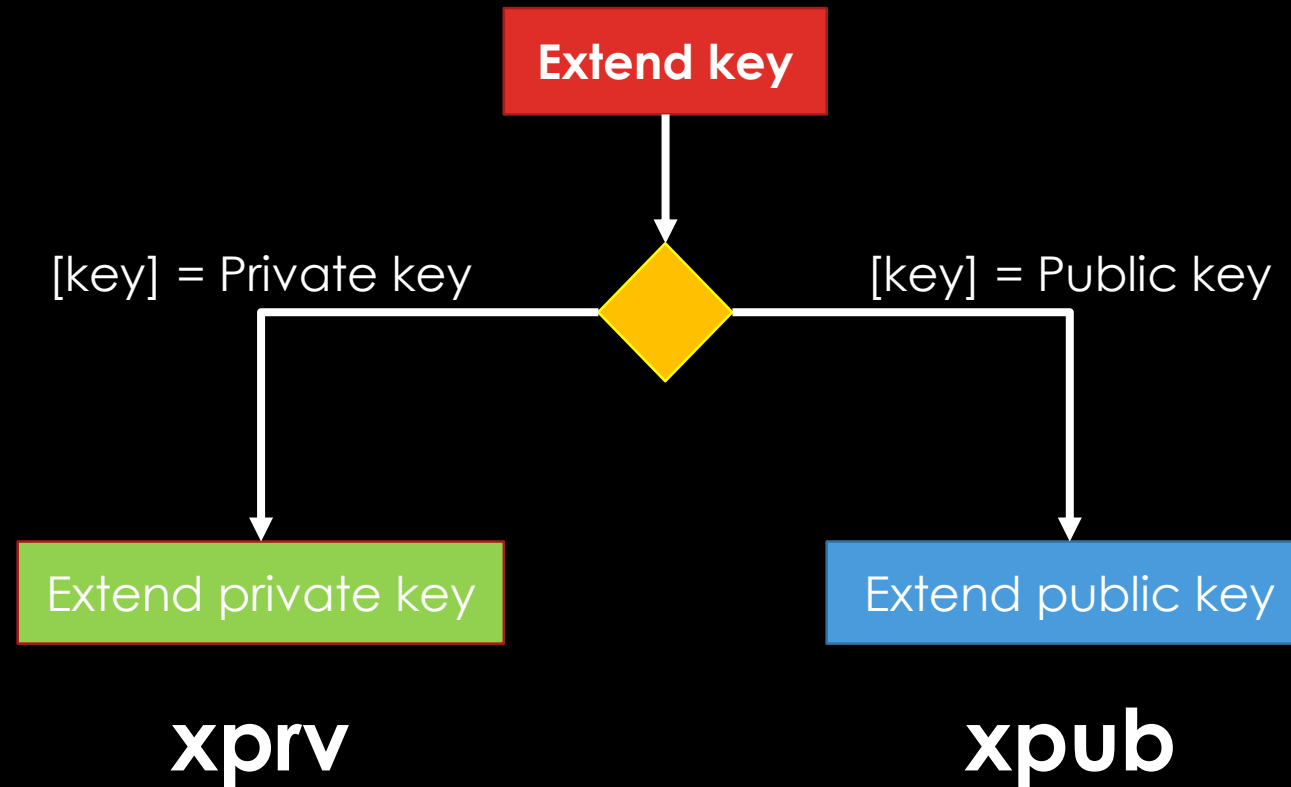 Extend key
[key] = Private key
[key] = Public key
Extend private key
Extend public key
xprv
xpub